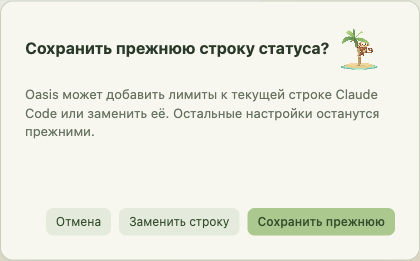 Сохранить прежнюю строку статуса?
Oasis может добавить лимиты к текущей строке Claude
Code или заменить её. Остальные настройки останутся
прежними.
Отмена
Заменить строку
Сохранить прежнюю